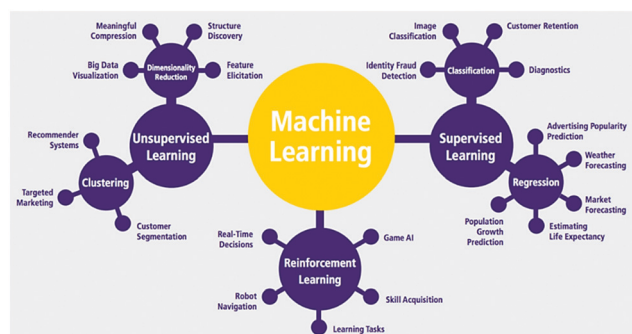 Machine
Learning
Unsupervised
Learning
Dimensionality
Reduction
Meaningful
Compression
Structure
Discovery
Big Data
Visualization
Feature
Elicitation
Clustering
Recommender
Systems
Targeted
Marketing
Customer
Segmentation
Supervised
Learning
Classification
Image
Classification
Customer Retention
Identity Fraud
Detection
Diagnostics
Regression
Advertising Popularity
Prediction
Weather
Forecasting
Market
Forecasting
Population
Growth
Prediction
Estimating
Life Expectancy
Reinforcement
Learning
Real-Time
Decisions
Game AI
Robot
Navigation
Skill Acquisition
Learning Tasks